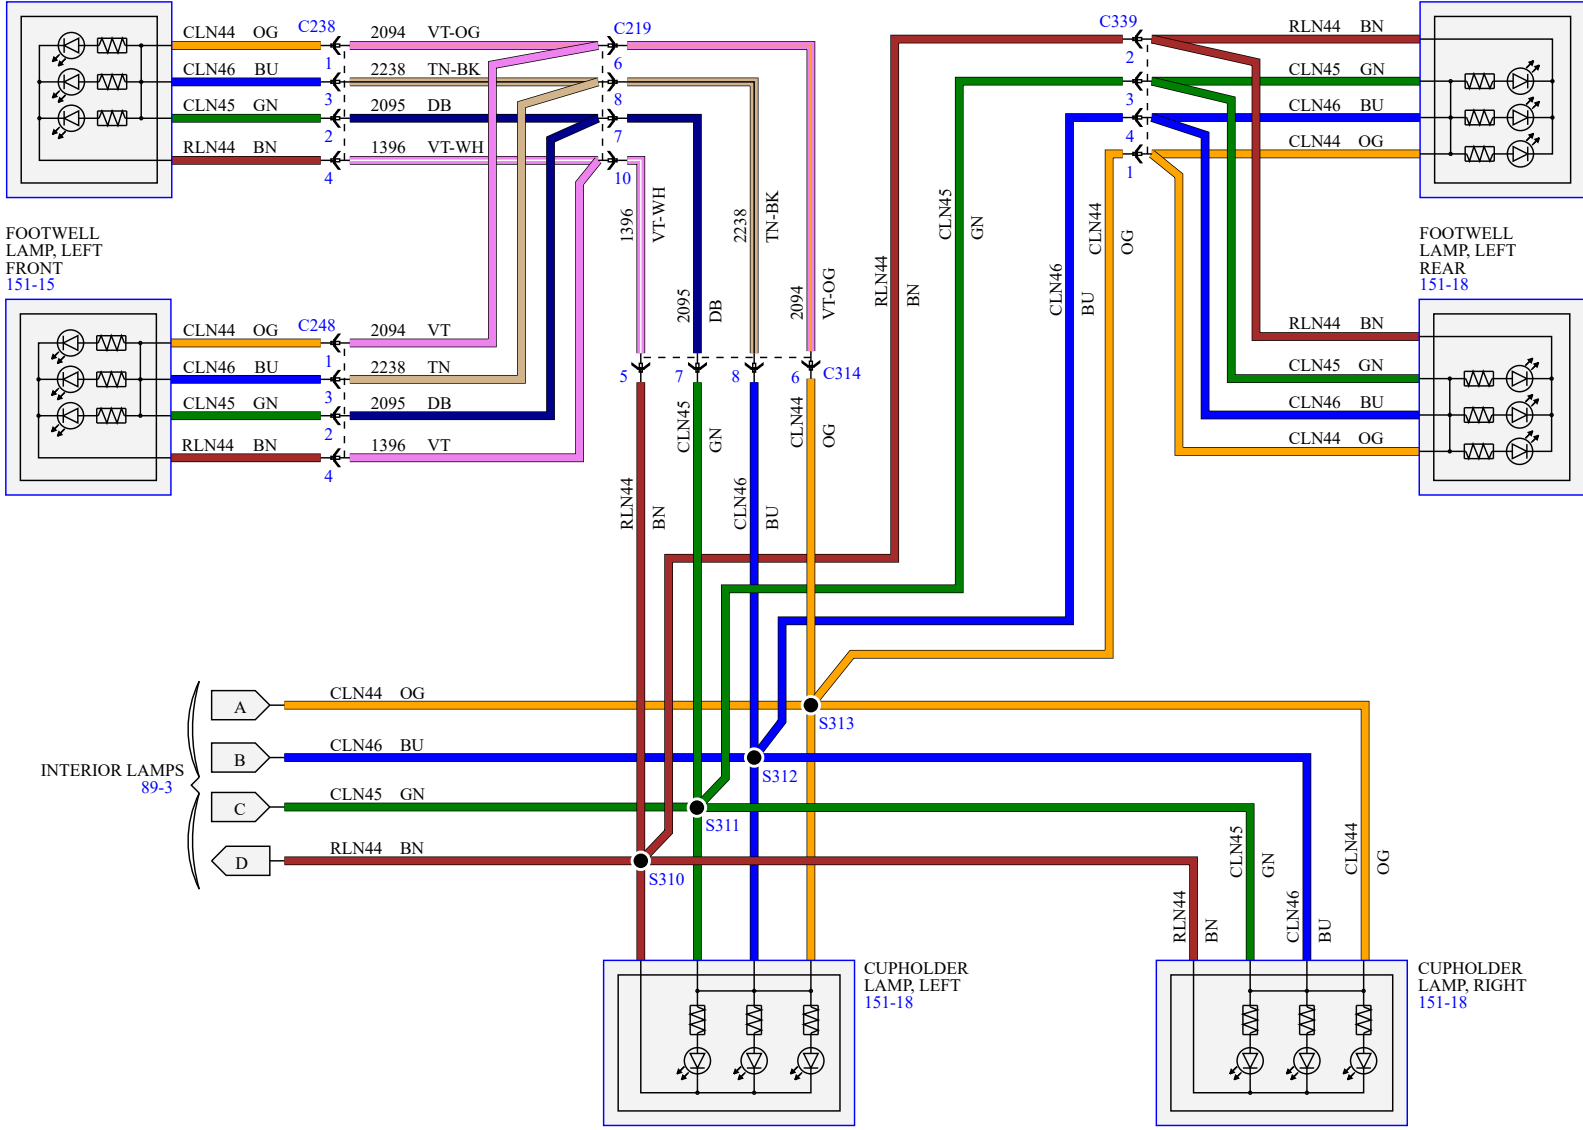 CLN44 OG
C238
2094 VT-OG
C219
1
6
CLN46 BU
2238 TN-BK
3
8
CLN45 GN
2095 DB
2
7
RLN44 BN
1396 VT-WH
4
10
C339
RLN44 BN
2
CLN45 GN
3
CLN46 BU
4
CLN44 OG
1
1396
VT-WH
2095
DB
2238
TN-BK
2094
VT-OG
RLN44
BN
CLN45
GN
CLN46
BU
CLN44
OG
FOOTWELL
LAMP, LEFT
FRONT
151-15
FOOTWELL
LAMP, LEFT
REAR
151-18
CLN44 OG
C248
2094 VT
1
CLN46 BU
2238 TN
3
CLN45 GN
2095 DB
2
RLN44 BN
1396 VT
4
5
7
8
6
C314
RLN44 BN
CLN45 GN
CLN46 BU
CLN44 OG
RLN44
BN
CLN45
GN
CLN46
BU
CLN44
OG
INTERIOR LAMPS
89-3
A
CLN44 OG
S313
B
CLN46 BU
S312
C
CLN45 GN
S311
D
RLN44 BN
S310
RLN44
BN
CLN45
GN
CLN46
BU
CLN44
OG
CUPHOLDER
LAMP, LEFT
151-18
CUPHOLDER
LAMP, RIGHT
151-18